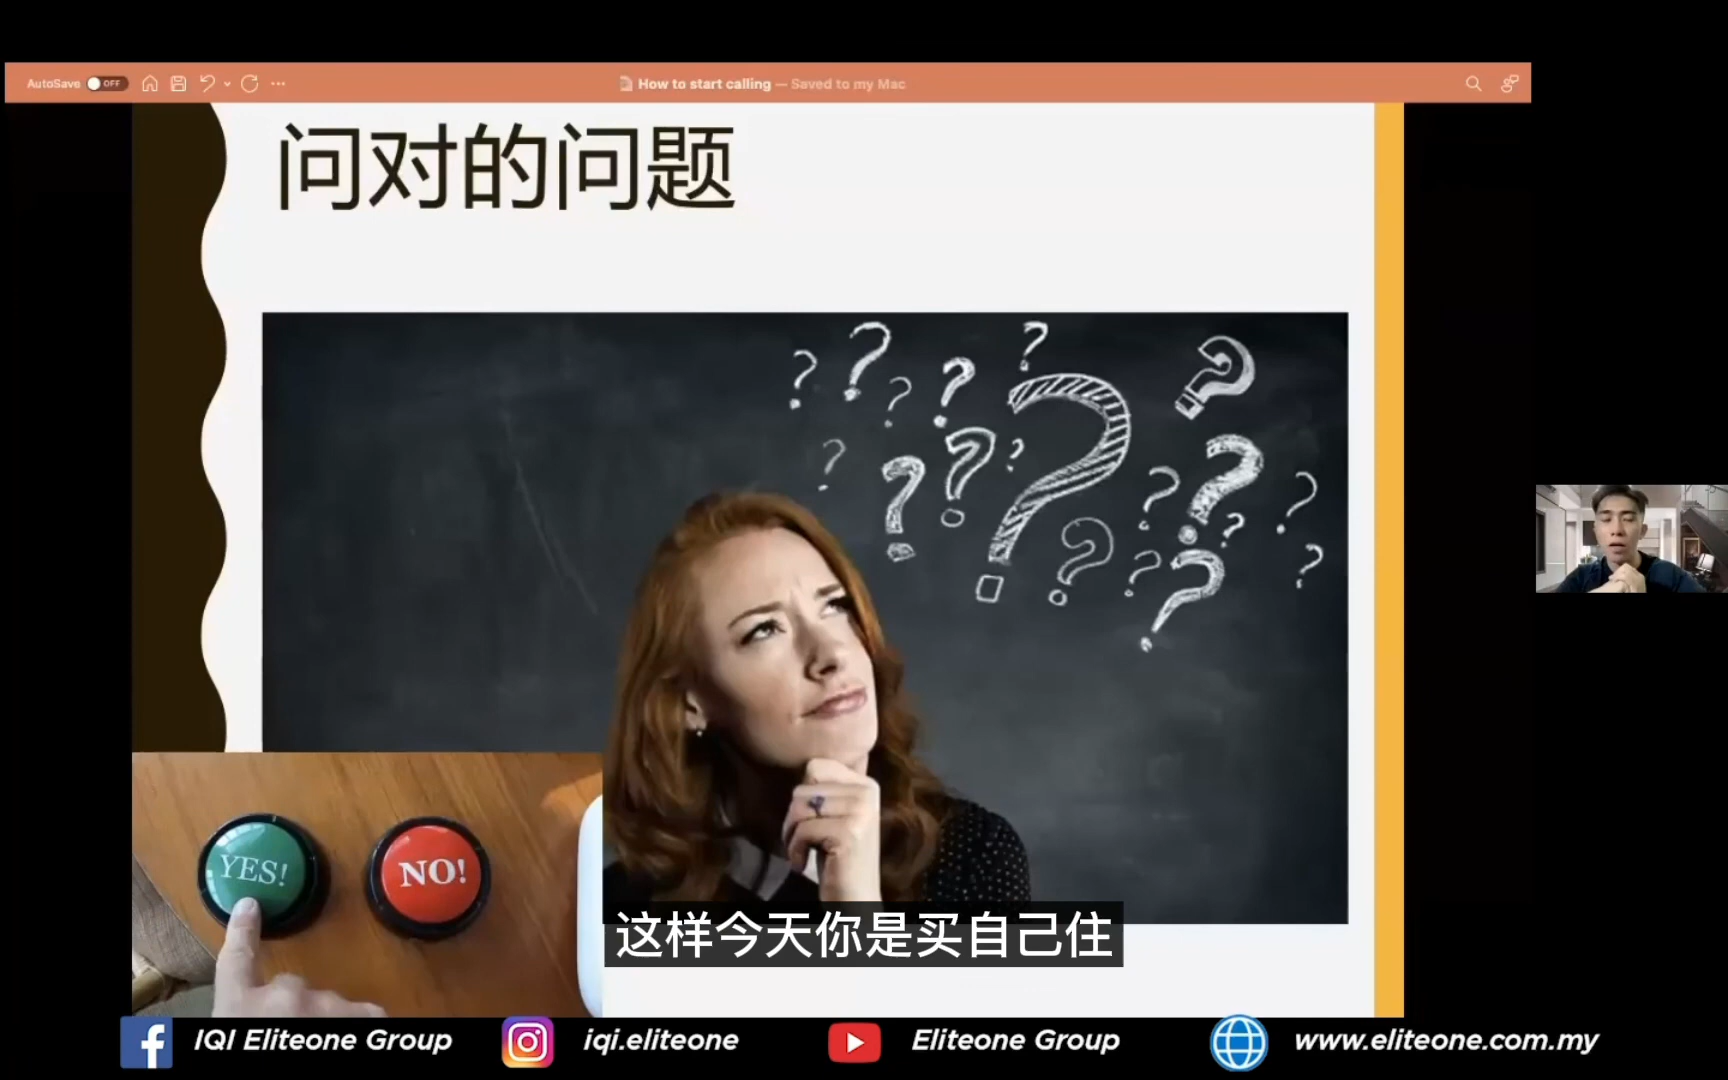 AutoSave OFF
How to start calling — Saved to my Mac
问对的问题
YES! NO!
这样今天你是买自己住
IQI Eliteone Group iqi.eliteone Eliteone Group www.eliteone.com.my